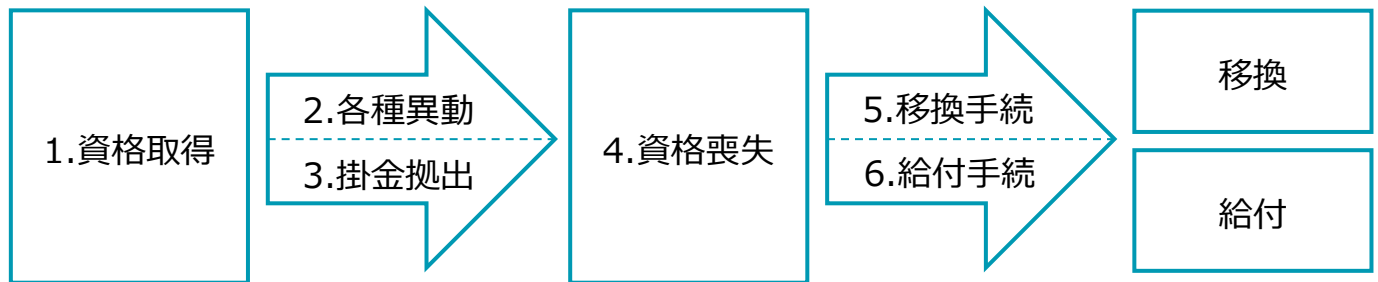 1.資格取得
2.各種異動
3.掛金拠出
4.資格喪失
5.移換手続
6.給付手続
移換
給付